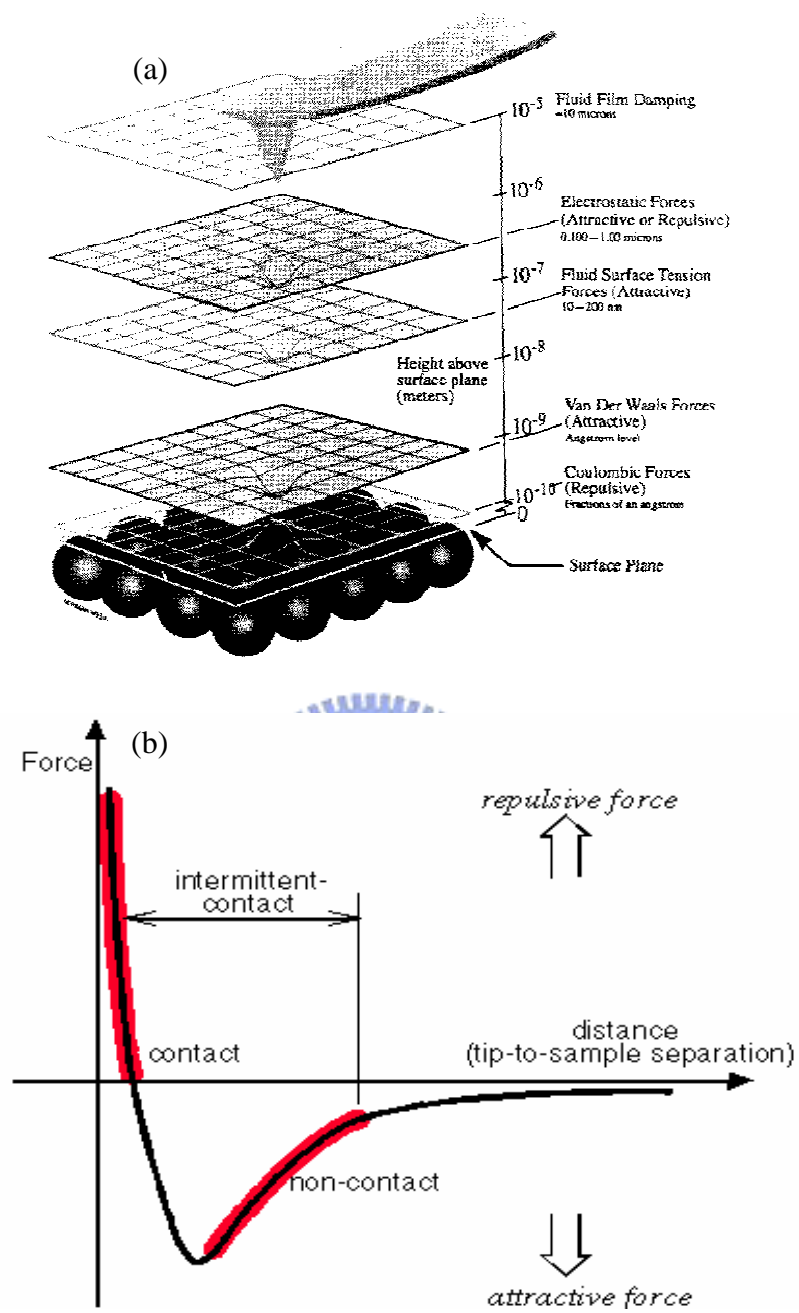 (a)
10-5 Fluid Film Damping
≈10 microns
10-6
Electrostatic Forces
(Attractive or Repulsive)
0.100—1.00 microns
10-7
Fluid Surface Tension
Forces (Attractive)
10—200 nm
10-8
Height above
surface plane
(meters)
Van Der Waals Forces
(Attractive)
Angstrom level
10-9
Coulombic Forces
(Repulsive)
Fractions of an angstrom
10-10
0
Surface Plane
(b)
Force
repulsive force
intermittent-
contact
distance
(tip-to-sample separation)
contact
non-contact
attractive force